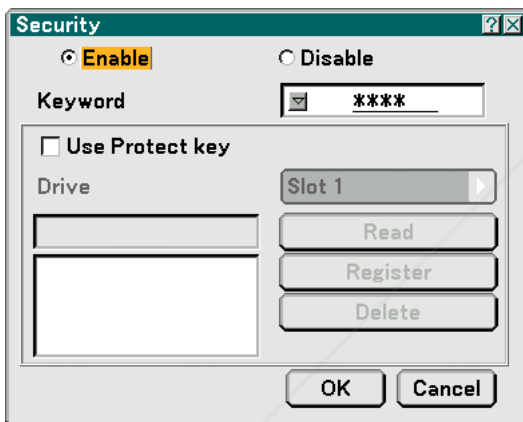 Security
Enable Disable
Keyword ****
Use Protect key
Drive Slot 1
Read
Register
Delete
OK Cancel